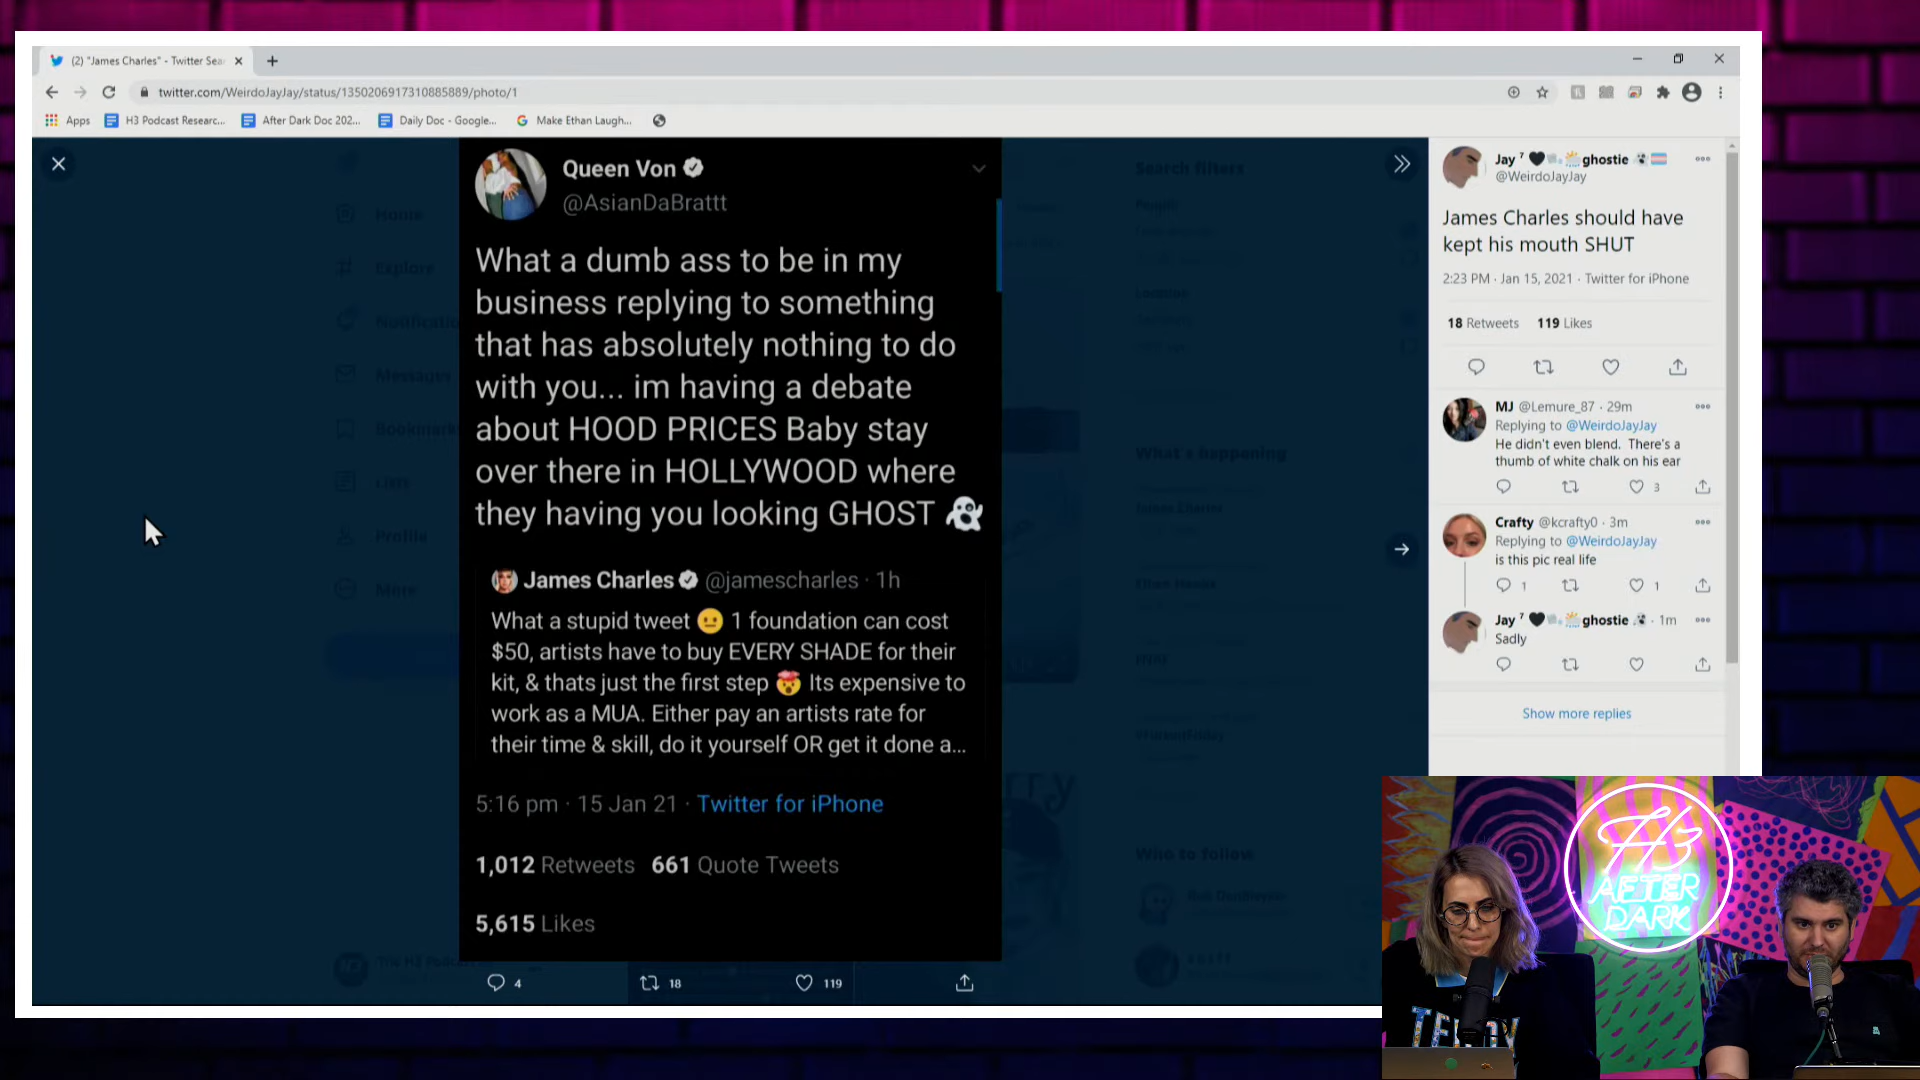 (2) "James Charles" - Twitter Sea
twitter.com/WeirdoJayJay/status/1350206917310885889/photo/1
Apps
H3 Podcast Researc...
After Dark Doc 202...
Daily Doc - Google...
Make Ethan Laugh...
Queen Von
@AsianDaBrattt
What a dumb ass to be in my
business replying to something
that has absolutely nothing to do
with you... im having a debate
about HOOD PRICES Baby stay
over there in HOLLYWOOD where
they having you looking GHOST 👻
James Charles @jamescharles · 1h
What a stupid tweet 😐 1 foundation can cost
$50, artists have to buy EVERY SHADE for their
kit, & thats just the first step 🤯 Its expensive to
work as a MUA. Either pay an artists rate for
their time & skill, do it yourself OR get it done a...
5:16 pm · 15 Jan 21 · Twitter for iPhone
1,012 Retweets 661 Quote Tweets
5,615 Likes
4
18
119
Home
Explore
Notificatio
Messages
Bookmark
Lists
Profile
More
Search filters
What's happening
Who to follow
Jay ⁷ 🖤 ghostie
@WeirdoJayJay
James Charles should have
kept his mouth SHUT
2:23 PM · Jan 15, 2021 · Twitter for iPhone
18 Retweets 119 Likes
MJ @Lemure_87 · 29m
Replying to @WeirdoJayJay
He didn't even blend. There's a
thumb of white chalk on his ear
3
Crafty @kcrafty0 · 3m
Replying to @WeirdoJayJay
is this pic real life
1
1
Jay ⁷ 🖤 ghostie · 1m
Sadly
Show more replies
H3
AFTER
DARK